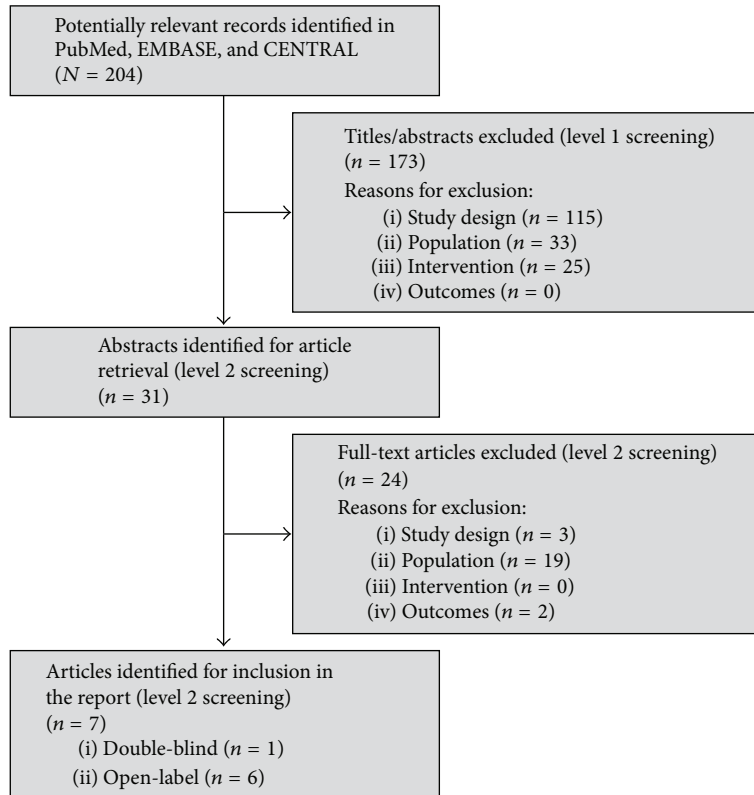 Potentially relevant records identified in
PubMed, EMBASE, and CENTRAL
(N = 204)
Titles/abstracts excluded (level 1 screening)
(n = 173)
Reasons for exclusion:
(i) Study design (n = 115)
(ii) Population (n = 33)
(iii) Intervention (n = 25)
(iv) Outcomes (n = 0)
Abstracts identified for article
retrieval (level 2 screening)
(n = 31)
Full-text articles excluded (level 2 screening)
(n = 24)
Reasons for exclusion:
(i) Study design (n = 3)
(ii) Population (n = 19)
(iii) Intervention (n = 0)
(iv) Outcomes (n = 2)
Articles identified for inclusion in
the report (level 2 screening)
(n = 7)
(i) Double-blind (n = 1)
(ii) Open-label (n = 6)